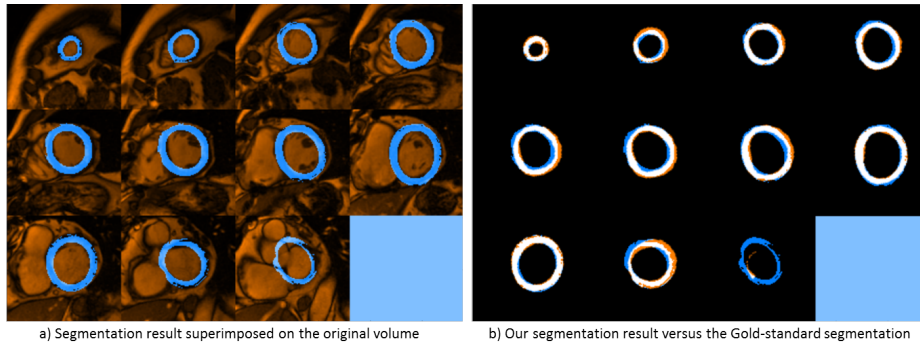 a) Segmentation result superimposed on the original volume
b) Our segmentation result versus the Gold-standard segmentation